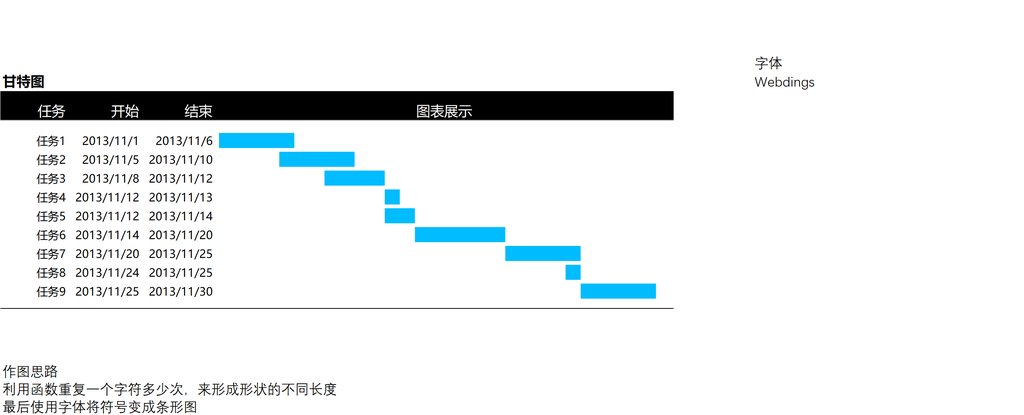 字体
Webdings
甘特图
任务 开始 结束 图表展示
任务1 2013/11/1 2013/11/6
任务2 2013/11/5 2013/11/10
任务3 2013/11/8 2013/11/12
任务4 2013/11/12 2013/11/13
任务5 2013/11/12 2013/11/14
任务6 2013/11/14 2013/11/20
任务7 2013/11/20 2013/11/25
任务8 2013/11/24 2013/11/25
任务9 2013/11/25 2013/11/30
作图思路
利用函数重复一个字符多少次，来形成形状的不同长度
最后使用字体将符号变成条形图